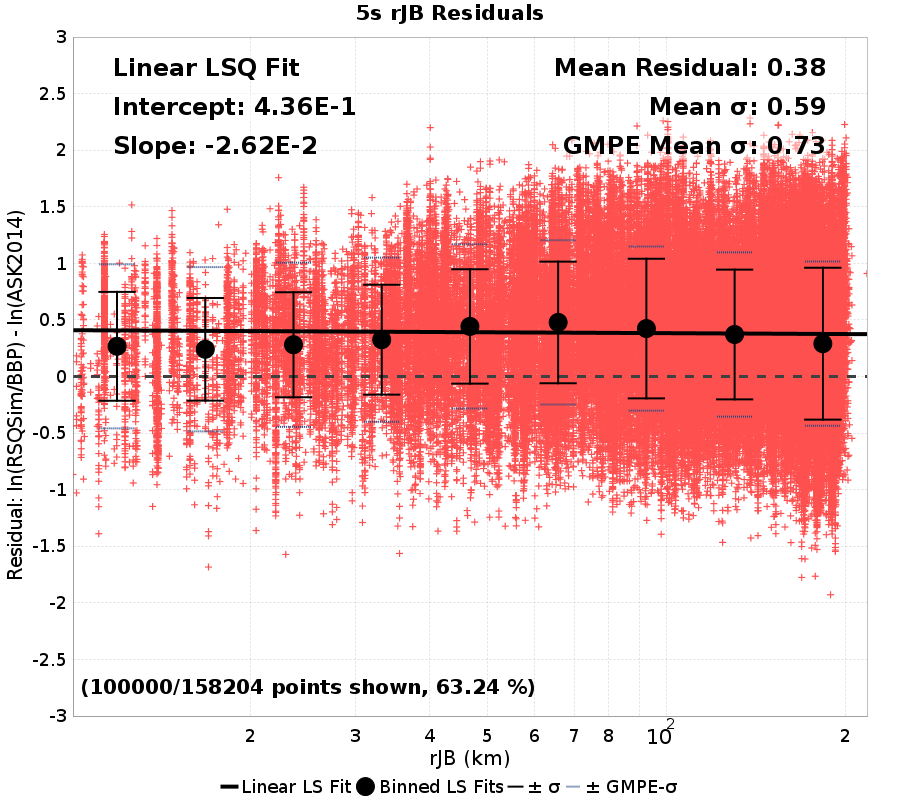 5s rJB Residuals
Linear LSQ Fit
Intercept: 4.36E-1
Slope: -2.62E-2
Mean Residual: 0.38
Mean σ: 0.59
GMPE Mean σ: 0.73
Residual: ln(RSQSim/BBP) - ln(ASK2014)
3
2.5
2
1.5
1
0.5
0
-0.5
-1
-1.5
-2
-2.5
-3
(100000/158204 points shown, 63.24 %)
2 3 4 5 6 7 8 10² 2
rJB (km)
Linear LS Fit Binned LS Fits ± σ ± GMPE-σ